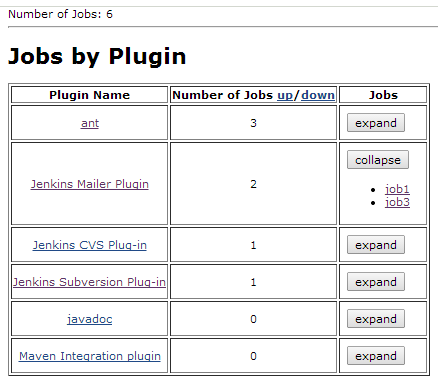 Number of Jobs: 6
Jobs by Plugin
Plugin Name Number of Jobs up/down Jobs
ant 3 expand
Jenkins Mailer Plugin 2 collapse
job1
job3
Jenkins CVS Plug-in 1 expand
Jenkins Subversion Plug-in 1 expand
javadoc 0 expand
Maven Integration plugin 0 expand